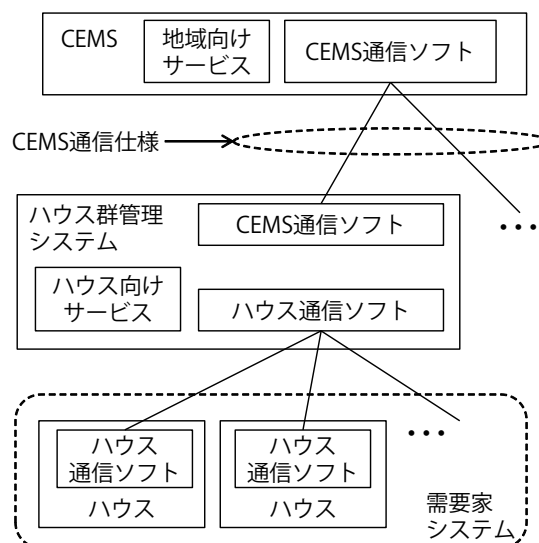 CEMS
地域向け
サービス
CEMS通信ソフト
CEMS通信仕様
ハウス群管理
システム
CEMS通信ソフト
ハウス向け
サービス
ハウス通信ソフト
ハウス
通信ソフト
ハウス
ハウス
通信ソフト
ハウス
需要家
システム